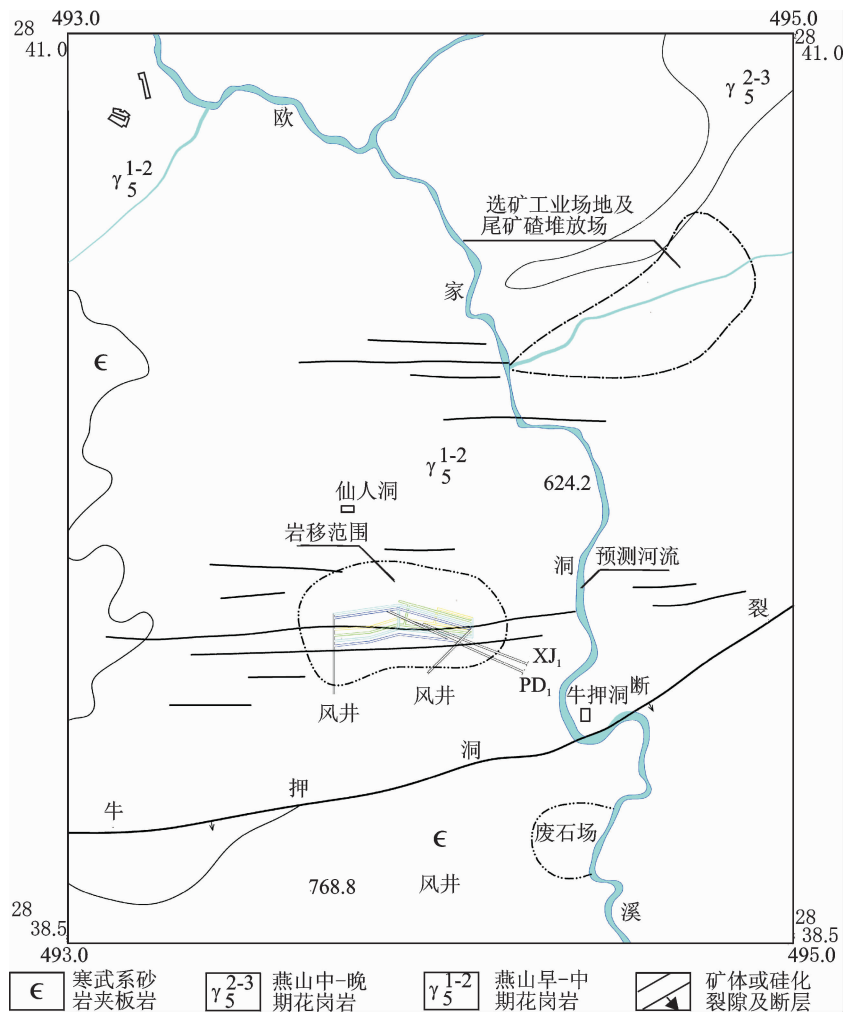 493.0
495.0
28
41.0
28
41.0
γ 2-3 5
欧
γ 1-2 5
选矿工业场地及
尾矿碴堆放场
家
ϵ
γ 1-2 5
624.2
仙人洞
岩移范围
洞
预测河流
裂
XJ1
PD1
牛押洞
断
风井
风井
洞
押
牛
ϵ
废石场
768.8
风井
溪
28
38.5
28
38.5
493.0
495.0
ϵ
寒武系砂
岩夹板岩
γ 2-3 5
燕山中-晚
期花岗岩
γ 1-2 5
燕山早-中
期花岗岩
矿体或硅化
裂隙及断层